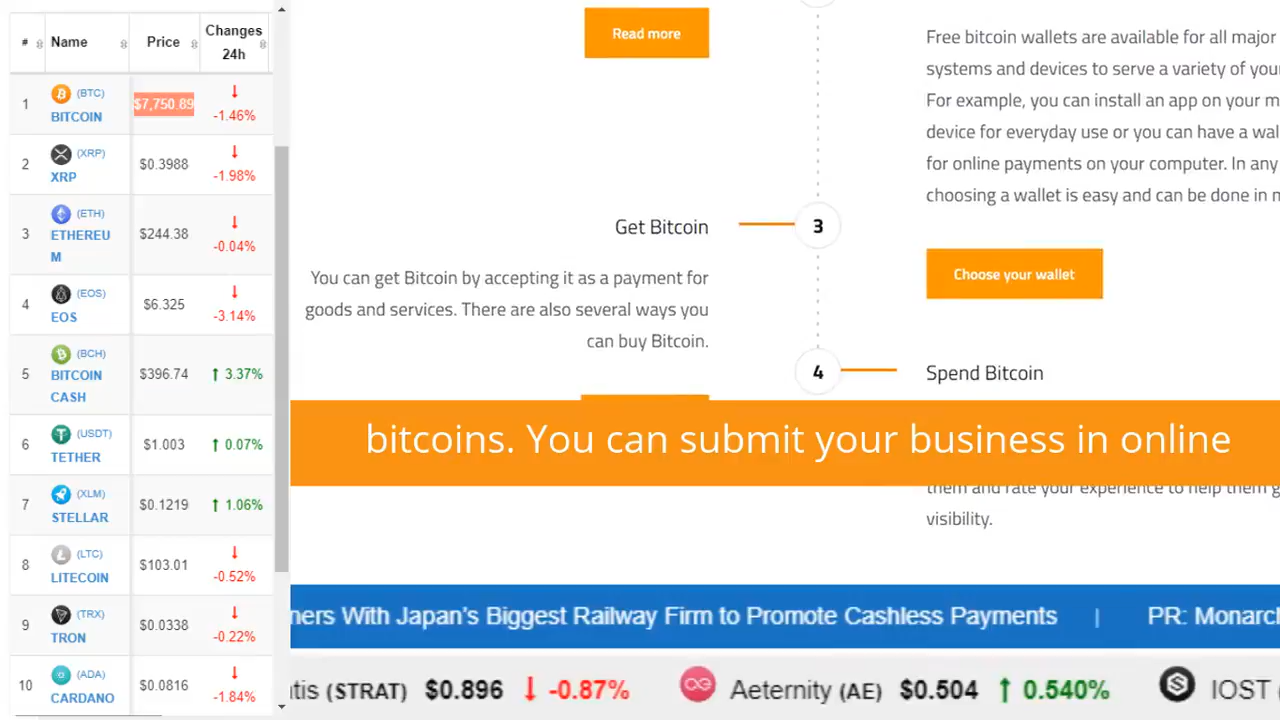 # Name Price Changes
24h
1 (BTC) BITCOIN $7,750.89 ↓ -1.46%
2 (XRP) XRP $0.3988 ↓ -1.98%
3 (ETH) ETHEREU
M $244.38 ↓ -0.04%
4 (EOS) EOS $6.325 ↓ -3.14%
5 (BCH) BITCOIN
CASH $396.74 ↑ 3.37%
6 (USDT) TETHER $1.003 ↑ 0.07%
7 (XLM) STELLAR $0.1219 ↑ 1.06%
8 (LTC) LITECOIN $103.01 ↓ -0.52%
9 (TRX) TRON $0.0338 ↓ -0.22%
10 (ADA) CARDANO $0.0816 ↓ -1.84%
Read more
Free bitcoin wallets are available for all major
systems and devices to serve a variety of your
For example, you can install an app on your m
device for everyday use or you can have a wal
for online payments on your computer. In any
choosing a wallet is easy and can be done in m
Choose your wallet
Get Bitcoin
3
You can get Bitcoin by accepting it as a payment for
goods and services. There are also several ways you
can buy Bitcoin.
4
Spend Bitcoin
bitcoins. You can submit your business in online
them and rate your experience to help them g
visibility.
ners With Japan's Biggest Railway Firm to Promote Cashless Payments | PR: Monarch
tis (STRAT) $0.896 ↓ -0.87% Aeternity (AE) $0.504 ↑ 0.540% IOST (